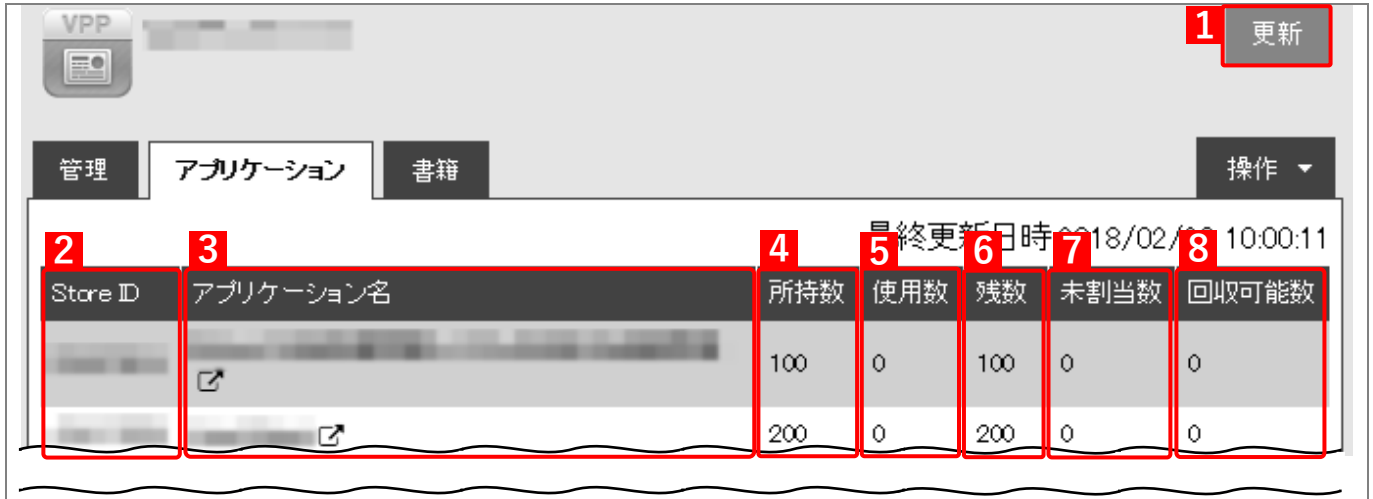 VPP
1 更新
管理 アプリケーション 書籍 操作
最終更新日時 2018/02/ 10:00:11
2 3 4 5 6 7 8
Store ID アプリケーション名 所持数 使用数 残数 未割当数 回収可能数
100 0 100 0 0
200 0 200 0 0